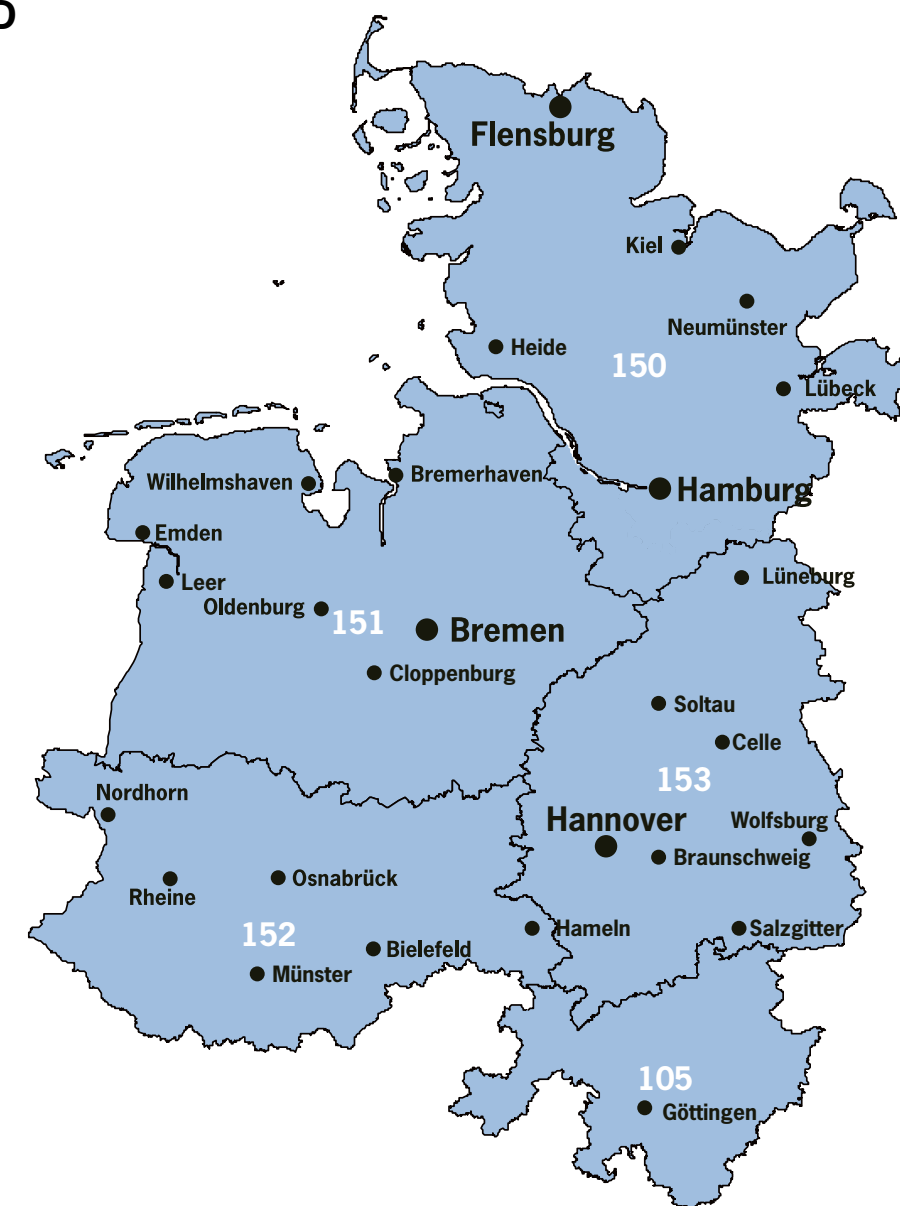 D
Flensburg
Kiel
Neumünster
Heide
150
Lübeck
Bremerhaven
Wilhelmshaven
Hamburg
Emden
Leer
Lüneburg
Oldenburg
151
Bremen
Cloppenburg
Soltau
Celle
153
Nordhorn
Hannover
Wolfsburg
Braunschweig
Osnabrück
Rheine
152
Hameln
Salzgitter
Bielefeld
Münster
105
Göttingen